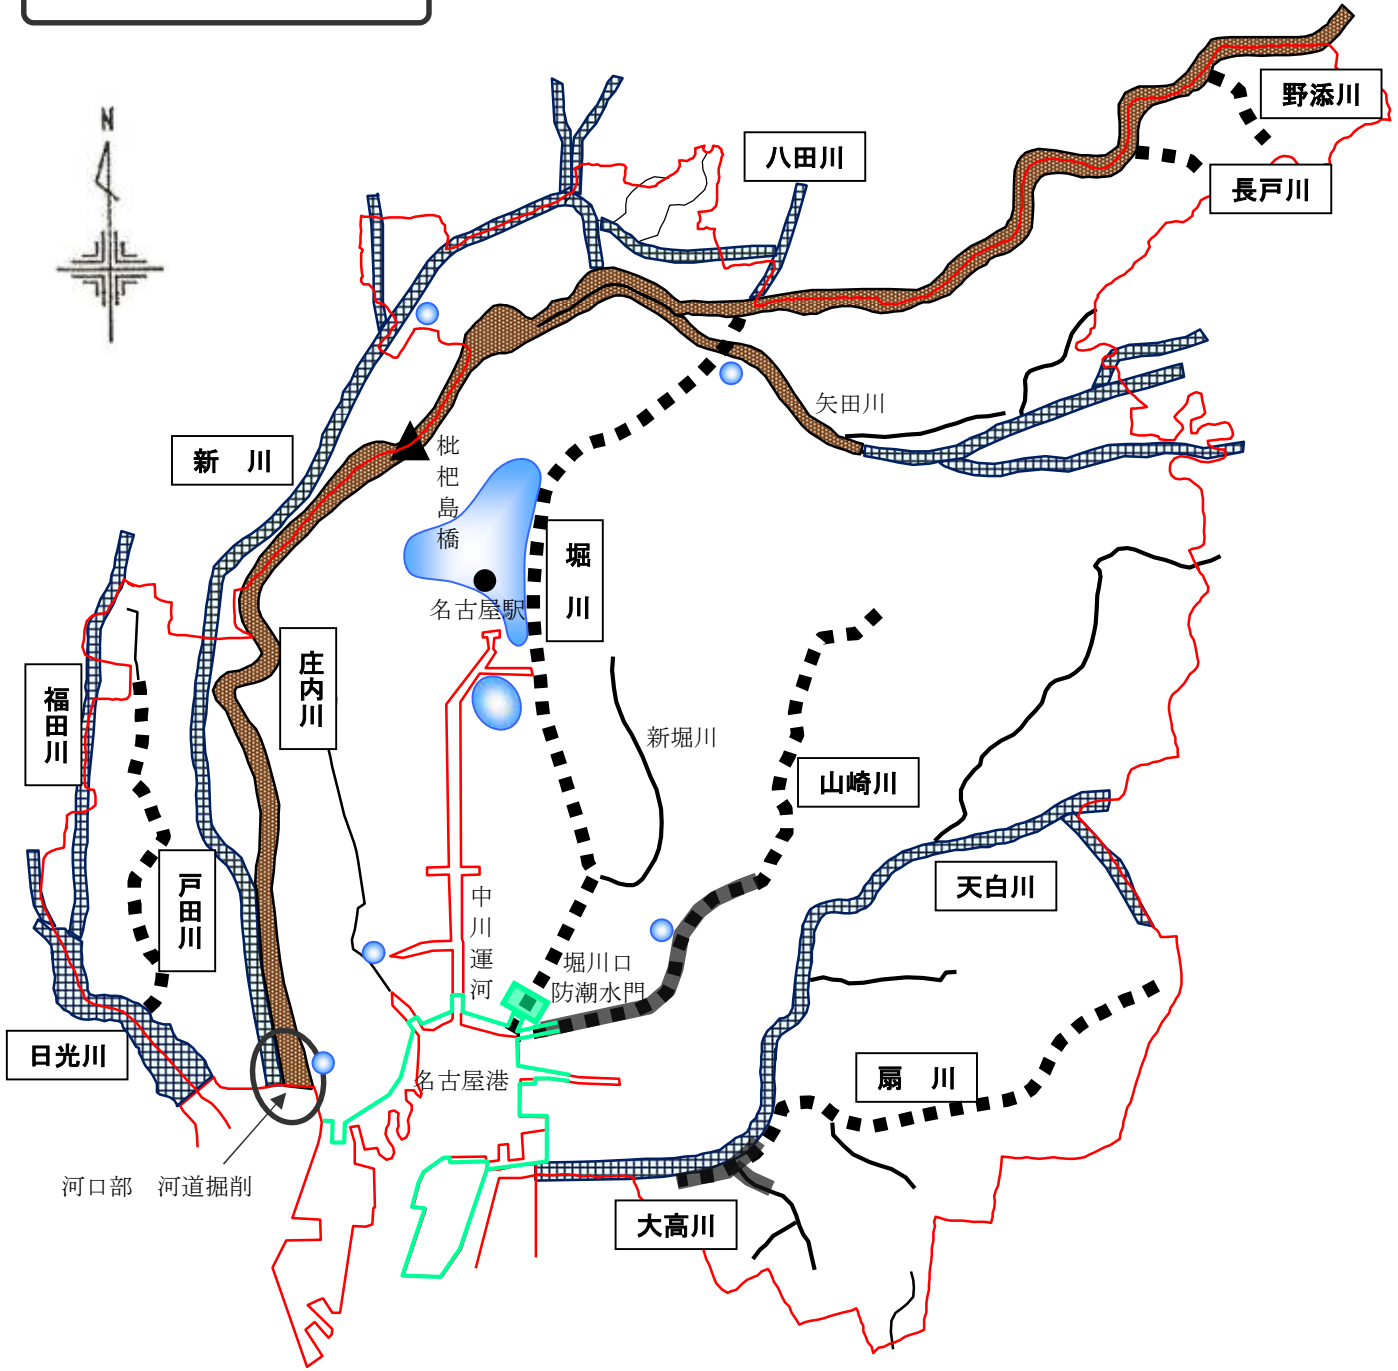 N
野添川
八田川
長戸川
矢田川
枇杷島橋
新　川
堀川
名古屋駅
庄内川
福田川
新堀川
山崎川
戸田川
天白川
中川運河
堀川口
防潮水門
日光川
扇　川
名古屋港
河口部　河道掘削
大高川